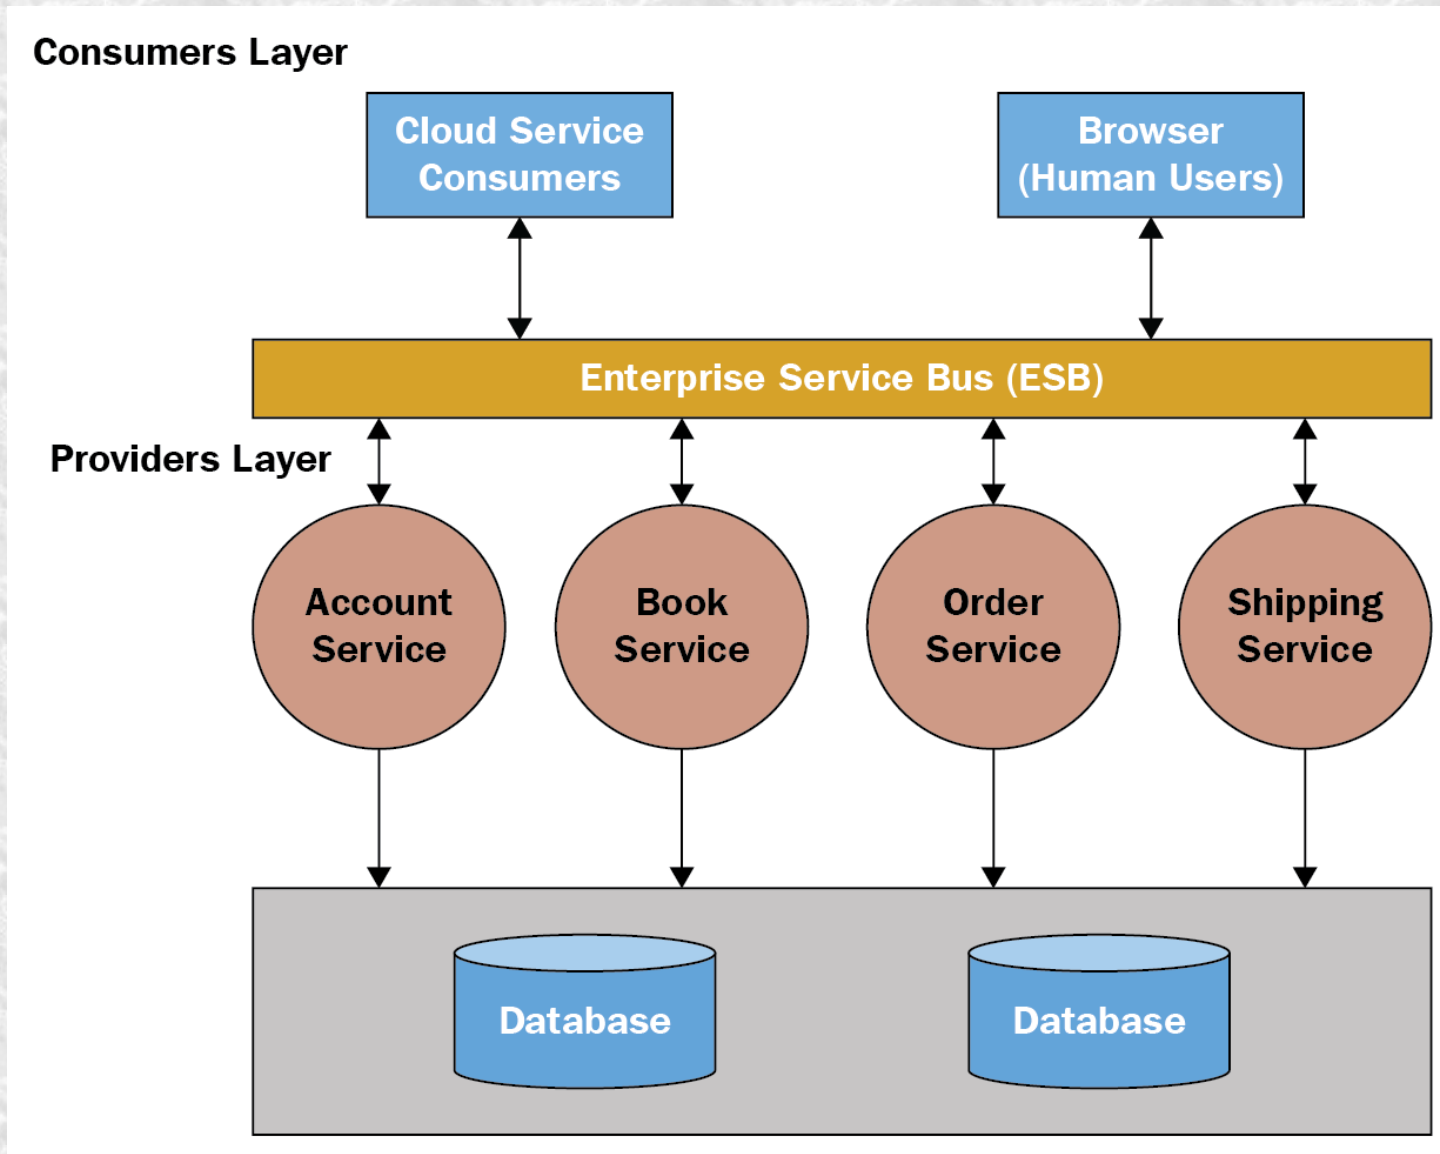 Consumers Layer
Cloud Service
Consumers
Browser
(Human Users)
Enterprise Service Bus (ESB)
Providers Layer
Account
Service
Book
Service
Order
Service
Shipping
Service
Database
Database